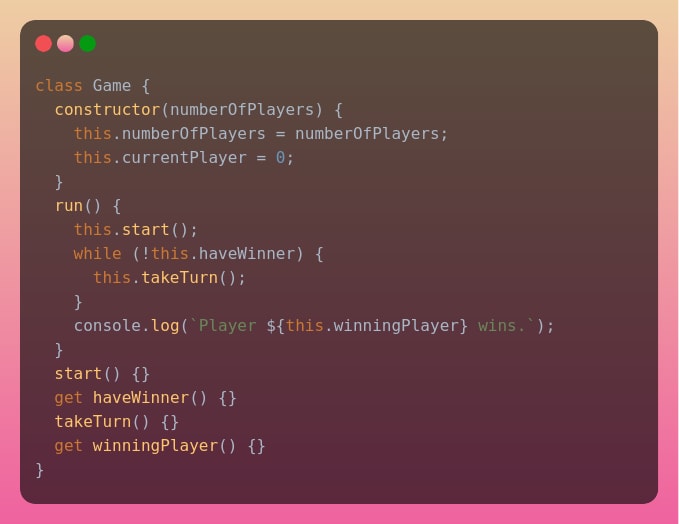 class Game {
  constructor(numberOfPlayers) {
    this.numberOfPlayers = numberOfPlayers;
    this.currentPlayer = 0;
  }
  run() {
    this.start();
    while (!this.haveWinner) {
      this.takeTurn();
    }
    console.log(`Player ${this.winningPlayer} wins.`);
  }
  start() {}
  get haveWinner() {}
  takeTurn() {}
  get winningPlayer() {}
}